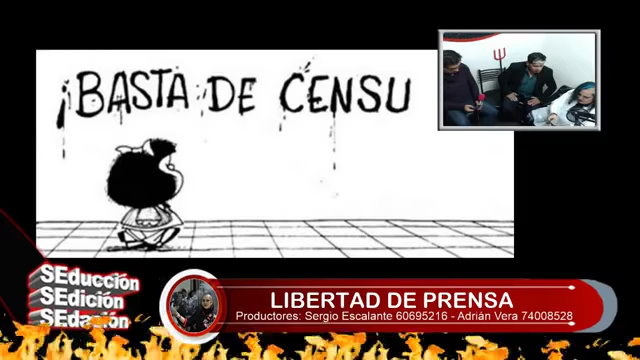 ¡BASTA DE CENSU
SEducción
SEdición
SEdación
LIBERTAD DE PRENSA
Productores: Sergio Escalante 60695216 - Adrián Vera 74008528